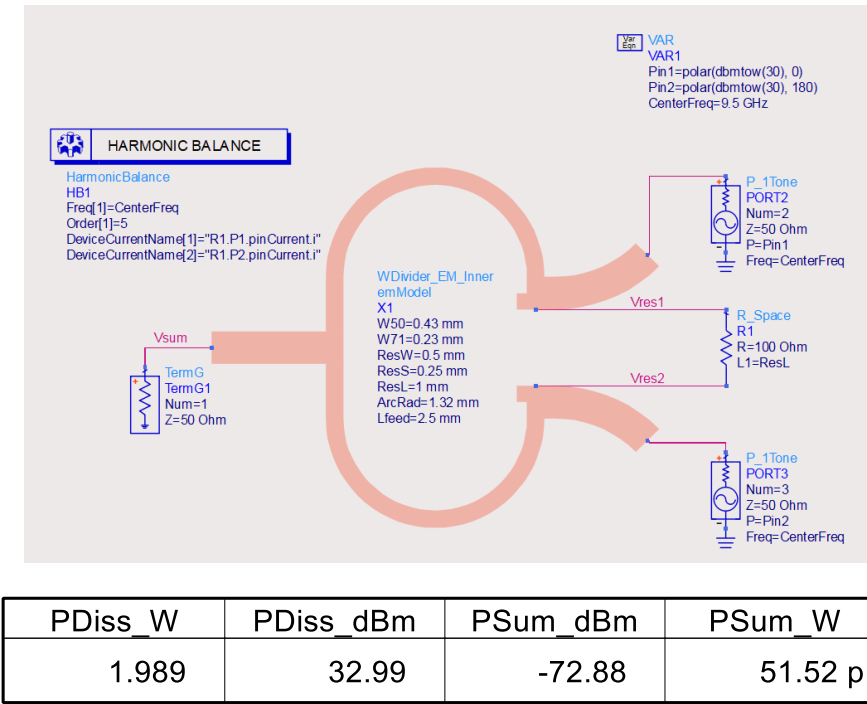 Var
Eqn
VAR
VAR1
Pin1=polar(dbmtow(30), 0)
Pin2=polar(dbmtow(30), 180)
CenterFreq=9.5 GHz
HARMONIC BALANCE
HarmonicBalance
HB1
Freq[1]=CenterFreq
Order[1]=5
DeviceCurrentName[1]="R1.P1.pinCurrent.i"
DeviceCurrentName[2]="R1.P2.pinCurrent.i"
P_1Tone
PORT2
Num=2
Z=50 Ohm
P=Pin1
Freq=CenterFreq
WDivider_EM_Inner
emModel
X1
W50=0.43 mm
W71=0.23 mm
ResW=0.5 mm
ResS=0.25 mm
ResL=1 mm
ArcRad=1.32 mm
Lfeed=2.5 mm
Vres1
R_Space
R1
R=100 Ohm
L1=ResL
Vres2
Vsum
TermG
TermG1
Num=1
Z=50 Ohm
P_1Tone
PORT3
Num=3
Z=50 Ohm
P=Pin2
Freq=CenterFreq
PDiss_W PDiss_dBm PSum_dBm PSum_W
1.989 32.99 -72.88 51.52 p